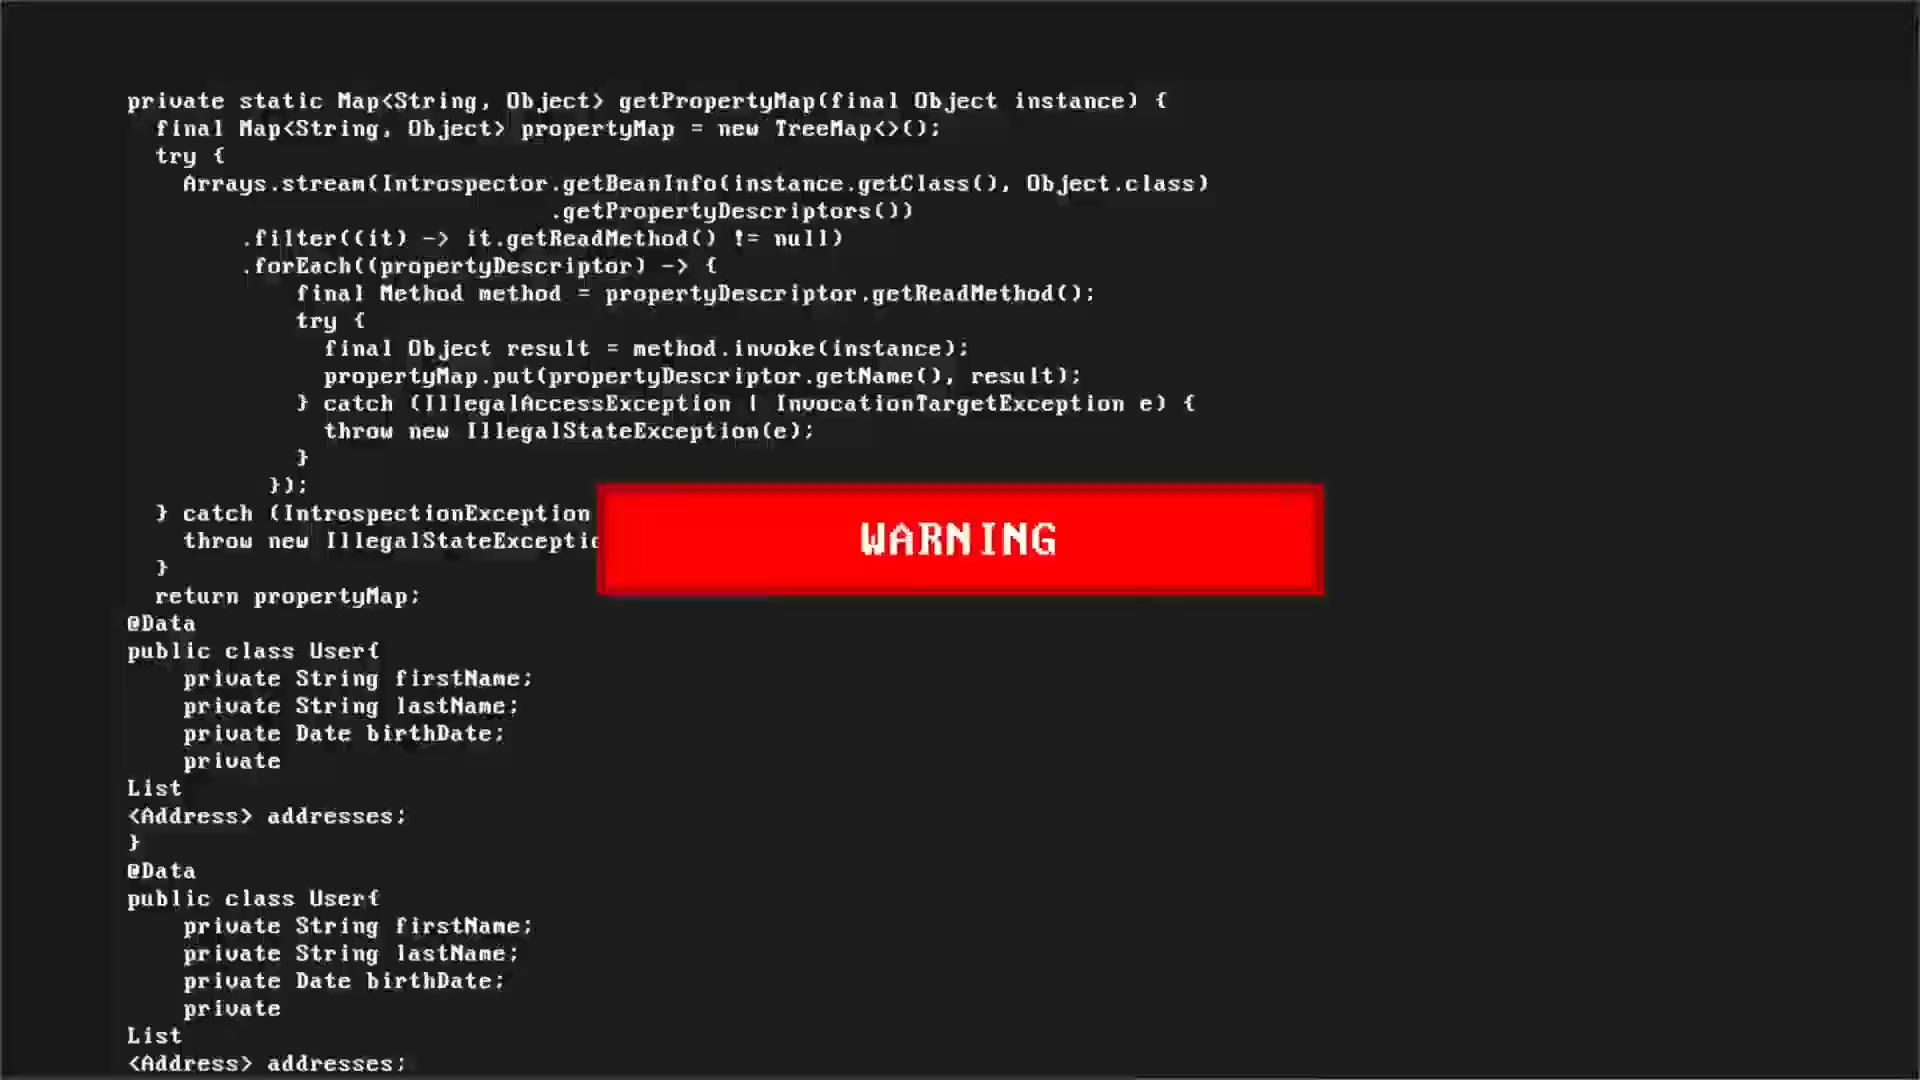 private static Map<String, Object> getPropertyMap(final Object instance) {
final Map<String, Object> propertyMap = new TreeMap<>();
try {
Arrays.stream(Introspector.getBeanInfo(instance.getClass(), Object.class)
.getPropertyDescriptors())
.filter((it) -> it.getReadMethod() != null)
.forEach((propertyDescriptor) -> {
final Method method = propertyDescriptor.getReadMethod();
try {
final Object result = method.invoke(instance);
propertyMap.put(propertyDescriptor.getName(), result);
} catch (IllegalAccessException | InvocationTargetException e) {
throw new IllegalStateException(e);
}
});
} catch (IntrospectionException
throw new IllegalStateExceptio
WARNING
}
return propertyMap;
@Data
public class User{
private String firstName;
private String lastName;
private Date birthDate;
private
List
<Address> addresses;
}
@Data
public class User{
private String firstName;
private String lastName;
private Date birthDate;
private
List
<Address> addresses;